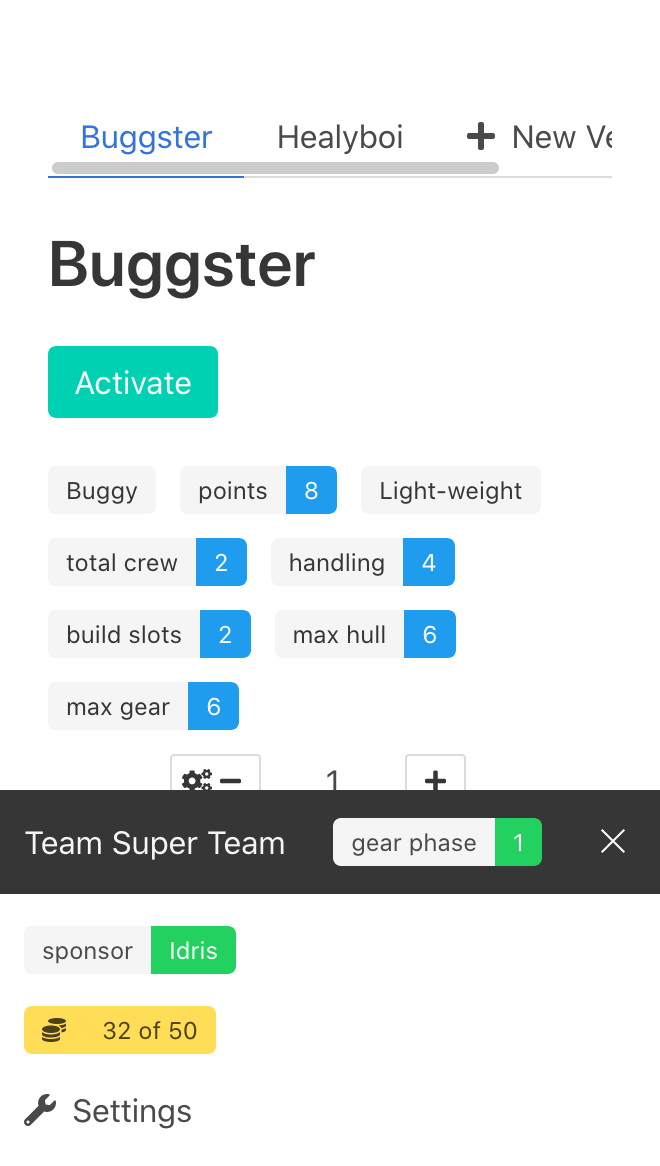 Buggster Healyboi New Ve
Buggster
Activate
Buggy points 8 Light-weight
total crew 2 handling 4
build slots 2 max hull 6
max gear 6
1
Team Super Team gear phase 1
sponsor Idris
32 of 50
Settings